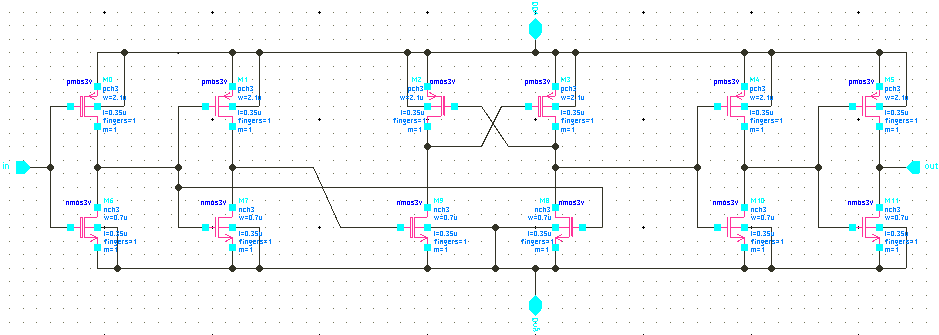 M0
pmos3v
pch3
w=2.1u
l=0.35u
fingers=1
m=1
M1
pmos3v
pch3
w=2.1u
l=0.35u
fingers=1
m=1
M2
pmos3v
pch3
w=2.1u
l=0.35u
fingers=1
m=1
M3
pmos3v
pch3
w=2.1u
l=0.35u
fingers=1
m=1
M4
pmos3v
pch3
w=2.1u
l=0.35u
fingers=1
m=1
M5
pmos3v
pch3
w=2.1u
l=0.35u
fingers=1
m=1
in
out
M6
nmos3v
nch3
w=0.7u
l=0.35u
fingers=1
m=1
M7
nmos3v
nch3
w=0.7u
l=0.35u
fingers=1
m=1
nmos3v
nch3
w=0.7u
l=0.35u
fingers=1
m=1
nmos3v
nch3
w=0.7u
l=0.35u
fingers=1
m=1
M10
nmos3v
nch3
w=0.7u
l=0.35u
fingers=1
m=1
M11
nmos3v
nch3
w=0.7u
l=0.35u
fingers=1
m=1